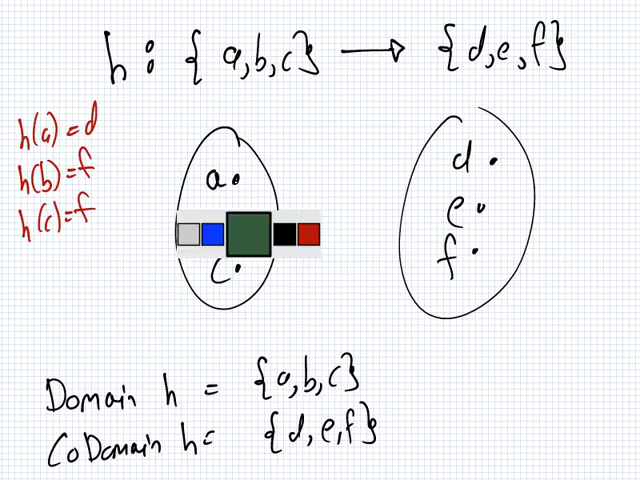 h : { a,b,c} → {d,e,f}
h(a)=d
h(b)=f
h(c)=f
a.
c.
d.
e.
f.
Domain h = {a,b,c}
CoDomain h= {d,e,f}